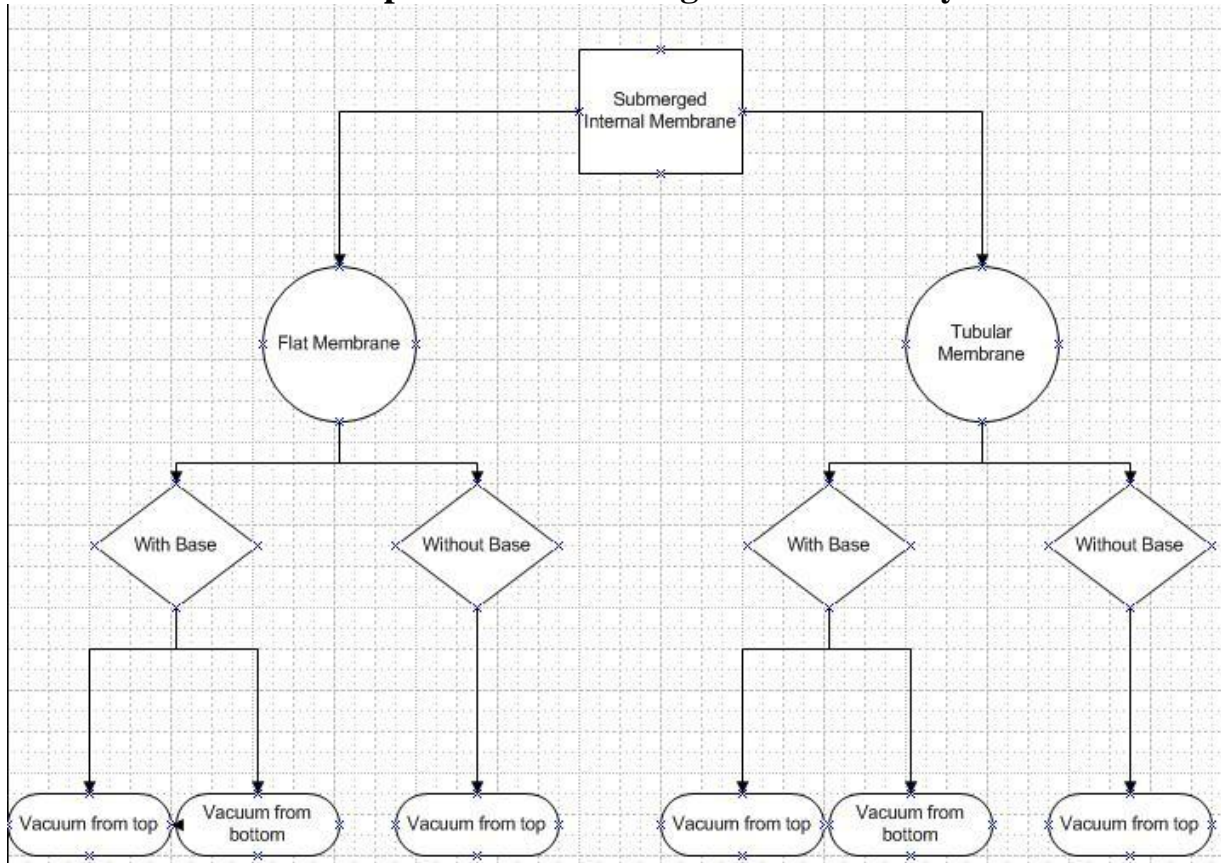 Submerged
Internal Membrane
Flat Membrane
Tubular
Membrane
With Base
Without Base
With Base
Without Base
Vacuum from top
Vacuum from
bottom
Vacuum from top
Vacuum from top
Vacuum from
bottom
Vacuum from top